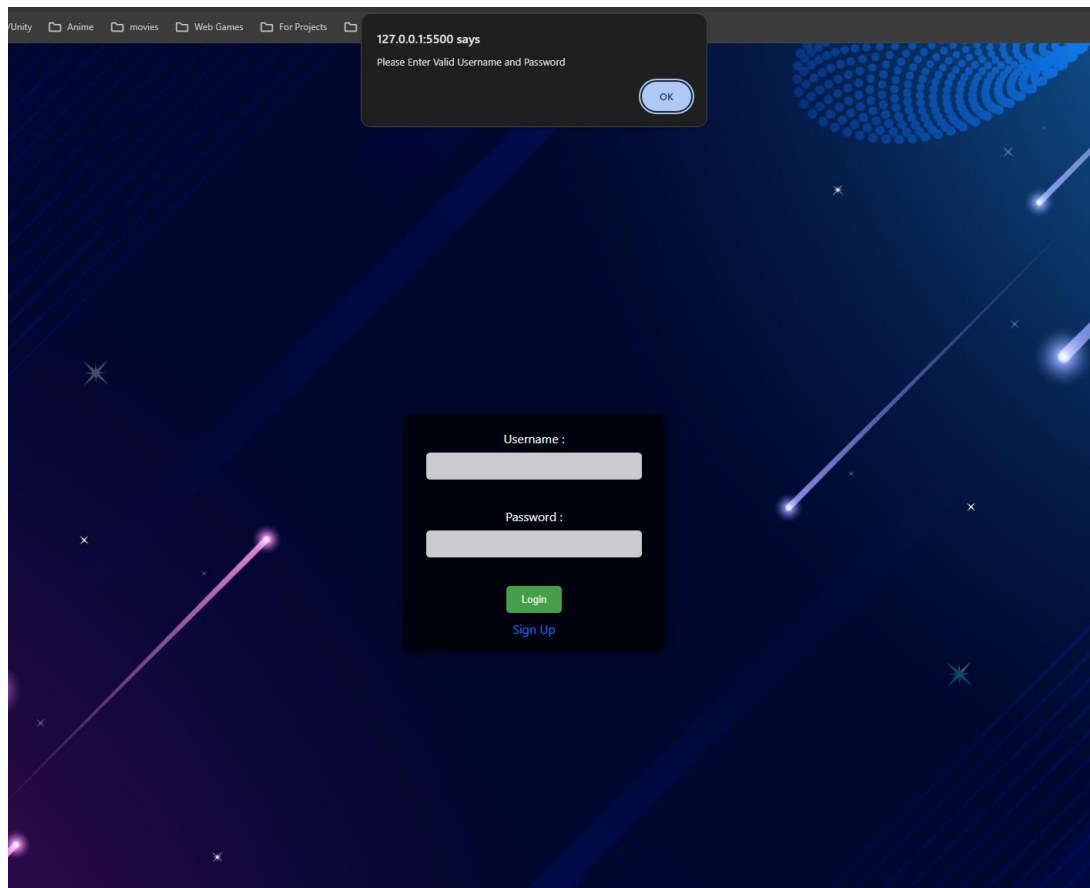 /Unity Anime movies Web Games For Projects
127.0.0.1:5500 says
Please Enter Valid Username and Password
OK
Username :
Password :
Login
Sign Up